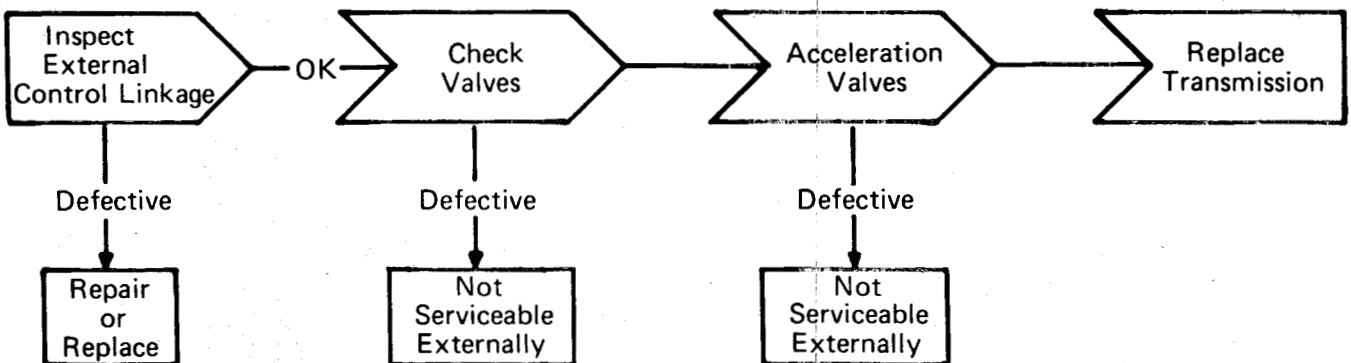 Inspect
External
Control Linkage
OK
Check
Valves
Acceleration
Valves
Replace
Transmission
Defective
Defective
Defective
Repair
or
Replace
Not
Serviceable
Externally
Not
Serviceable
Externally